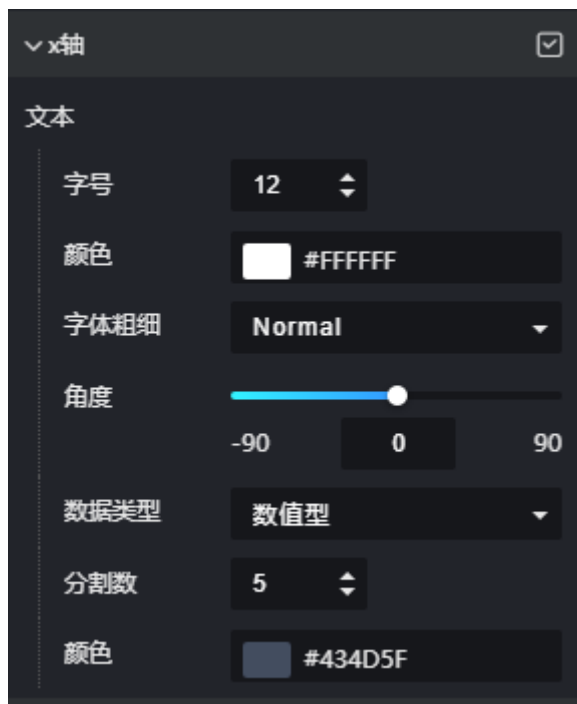 x轴
文本
字号 12
颜色 #FFFFFF
字体粗细 Normal
角度
-90 0 90
数据类型 数值型
分割数 5
颜色 #434D5F